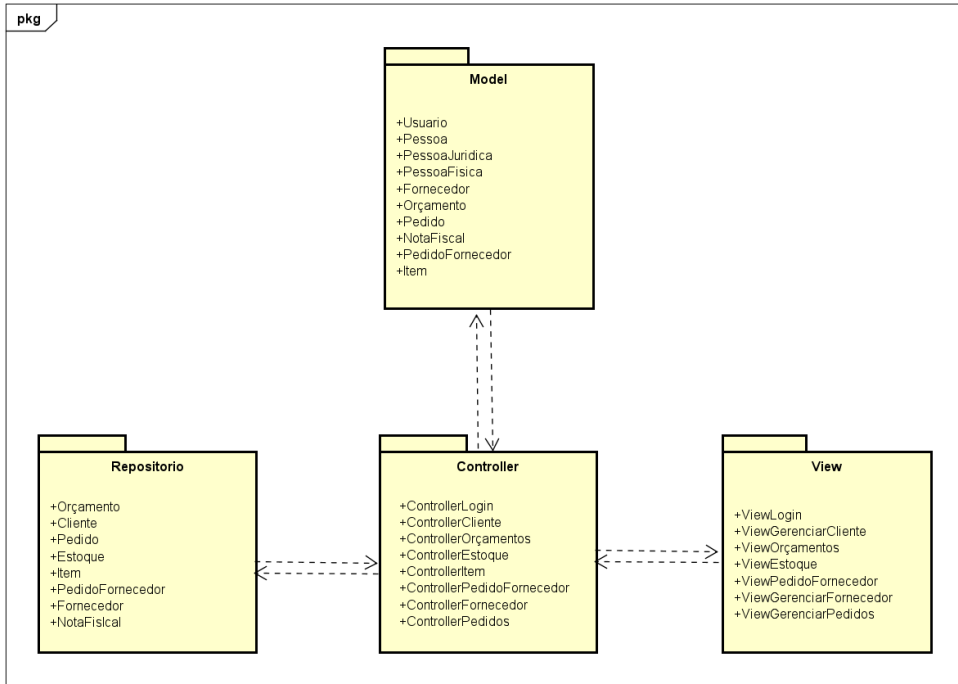 pkg
Model
+Usuario
+Pessoa
+PessoaJuridica
+PessoaFisica
+Fornecedor
+Orçamento
+Pedido
+NotaFiscal
+PedidoFornecedor
+Item
Repositorio
+Orçamento
+Cliente
+Pedido
+Estoque
+Item
+PedidoFornecedor
+Fornecedor
+NotaFislcal
Controller
+ControllerLogin
+ControllerCliente
+ControllerOrçamentos
+ControllerEstoque
+ControllerItem
+ControllerPedidoFornecedor
+ControllerFornecedor
+ControllerPedidos
View
+ViewLogin
+ViewGerenciarCliente
+ViewOrçamentos
+ViewEstoque
+ViewPedidoFornecedor
+ViewGerenciarFornecedor
+ViewGerenciarPedidos